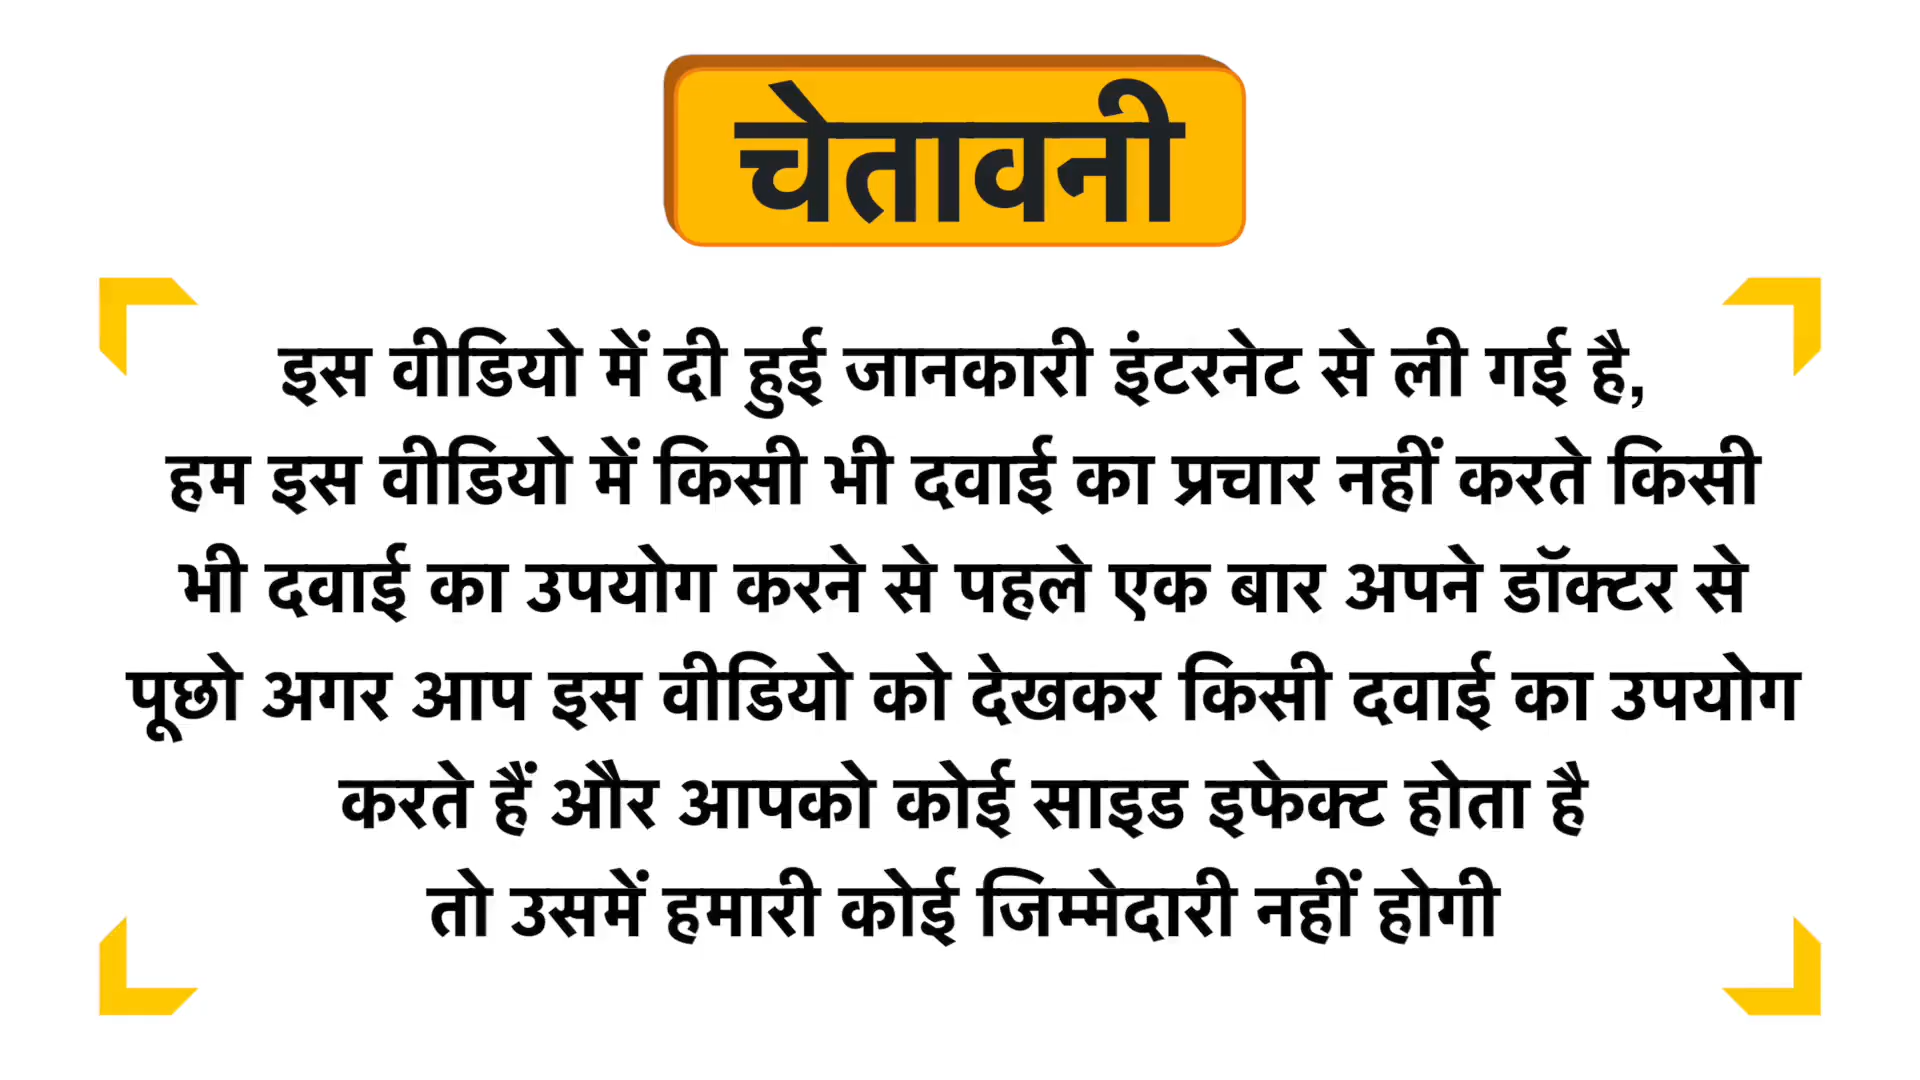 चेतावनी
इस वीडियो में दी हुई जानकारी इंटरनेट से ली गई है,
हम इस वीडियो में किसी भी दवाई का प्रचार नहीं करते किसी
भी दवाई का उपयोग करने से पहले एक बार अपने डॉक्टर से
पूछो अगर आप इस वीडियो को देखकर किसी दवाई का उपयोग
करते हैं और आपको कोई साइड इफेक्ट होता है
तो उसमें हमारी कोई जिम्मेदारी नहीं होगी